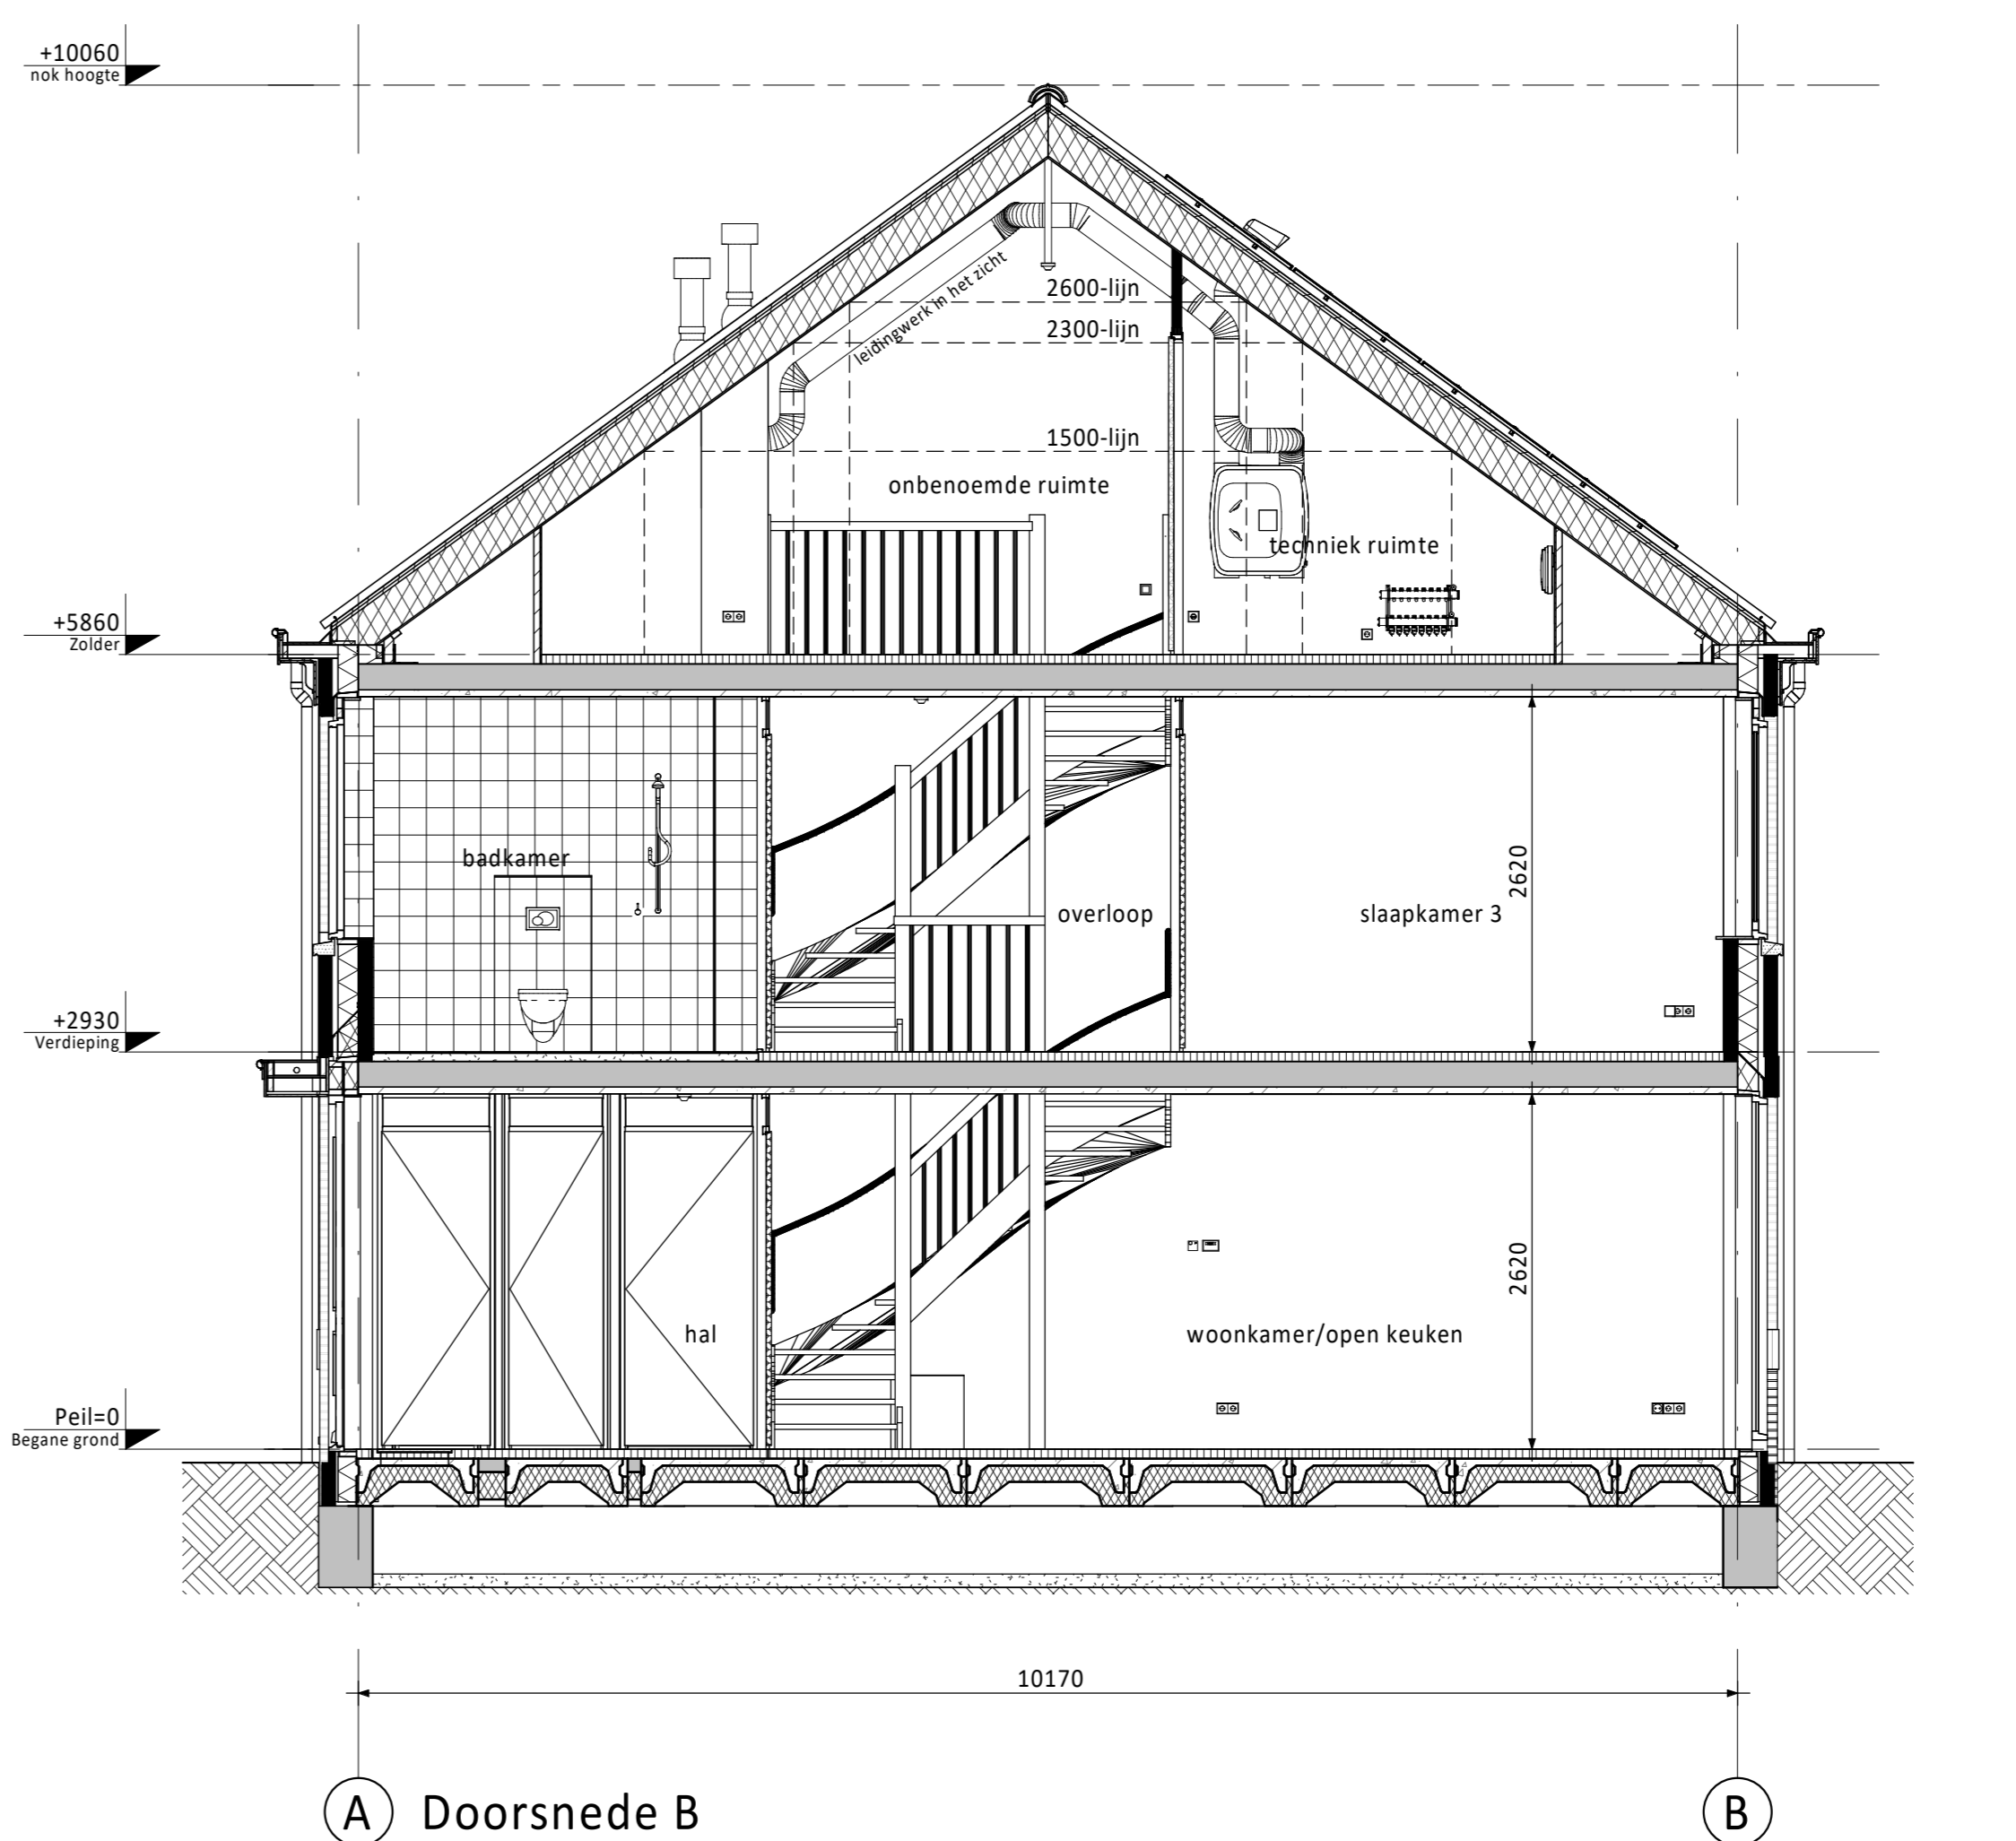 +10060
nok hoogte
leidingwerk in het zicht
2600-lijn
2300-lijn
1500-lijn
onbenoemde ruimte
techniek ruimte
+5860
Zolder
badkamer
overloop
slaapkamer 3
2620
+2930
Verdieping
2620
hal
woonkamer/open keuken
Peil=0
Begane grond
10170
A
Doorsnede B
B